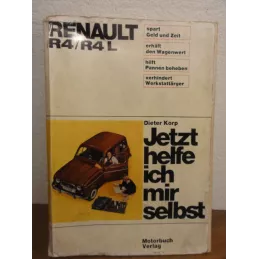 RENAULT
R4/R4L
spart
Geld und Zeit
erhält
den Wagenwert
hilft
Pannen beheben
verhindert
Werkstattärger
Dieter Korp
Jetzt
helfe
ich
mir
selbst
Motorbuch
Verlag